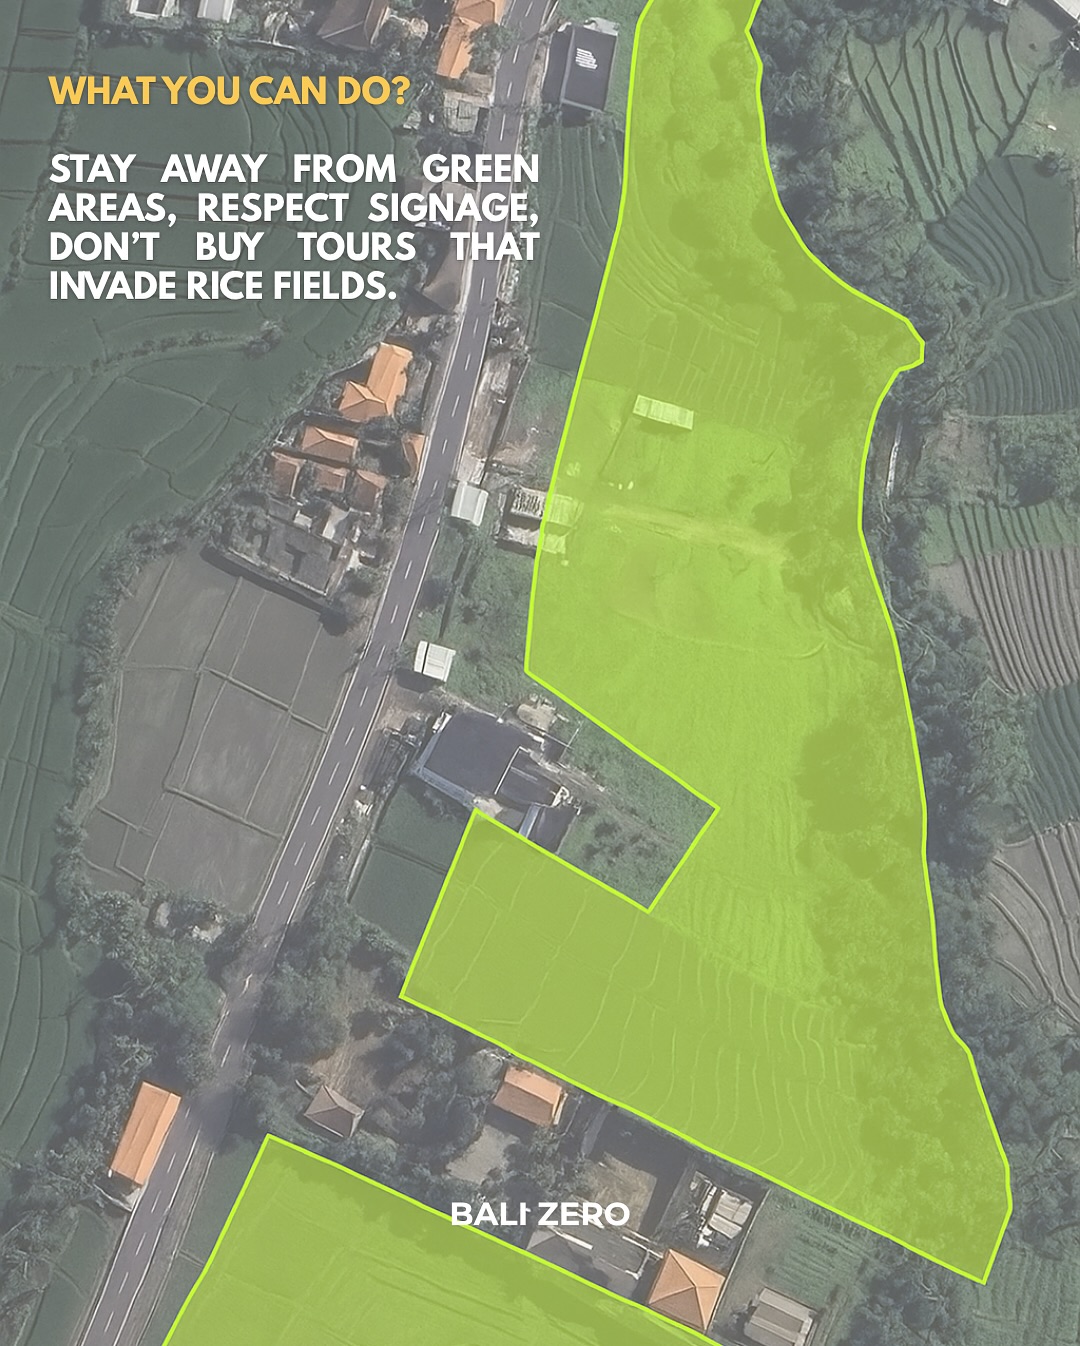 WHAT YOU CAN DO?
STAY AWAY FROM GREEN
AREAS, RESPECT SIGNAGE,
DON’T BUY TOURS THAT
INVADE RICE FIELDS.
BALI ZERO